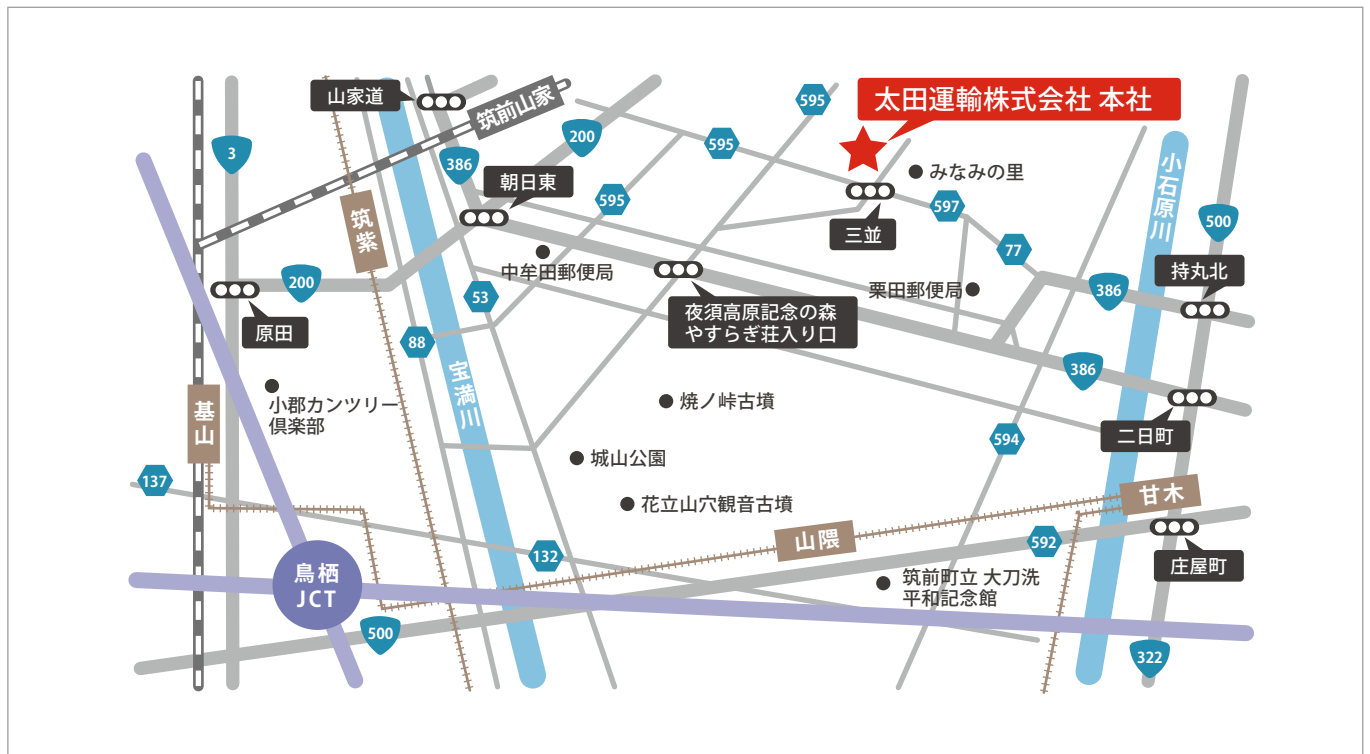 山家道
筑前山家
595
太田運輸株式会社 本社
3
386
200
595
朝日東
595
みなみの里
小石原川
筑紫
三並
597
500
中牟田郵便局
77
持丸北
200
53
栗田郵便局
386
原田
88
夜須高原記念の森
やすらぎ荘入り口
宝満川
386
小郡カンツリー
倶楽部
基山
焼ノ峠古墳
二日町
594
城山公園
137
花立山穴観音古墳
甘木
山隈
592
132
庄屋町
鳥栖
JCT
筑前町立 大刀洗
平和記念館
500
322